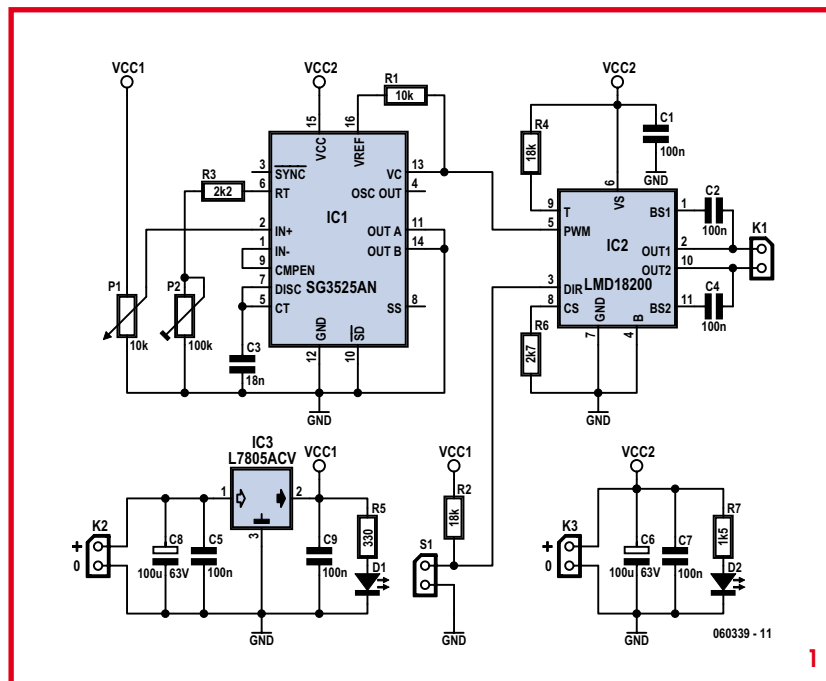 VCC1
VCC2
R1
10k
15
16
VCC
VREF
3
SYNC
R3
2k2
6
RT
VC
13
OSC OUT
4
IC1
2
IN+
OUT A
11
1
IN-
OUT B
14
9
CMPEN
SG3525AN
7
DISC
5
CT
SS
8
GND
SD
12
10
P1
10k
P2
100k
C3
18n
GND
VCC2
R4
18k
C1
100n
GND
6
VS
9
T
BS1
1
C2
100n
5
PWM
IC2
OUT1
2
K1
OUT2
10
3
DIR
LMD18200
8
CS
GND
B
BS2
11
C4
100n
7
4
R6
2k7
GND
IC3
L7805ACV
VCC1
1
2
3
K2
+
0
C8
100u
63V
C5
100n
C9
100n
R5
330
D1
GND
VCC1
R2
18k
S1
GND
VCC2
K3
+
0
C6
100u
63V
C7
100n
R7
1k5
D2
GND
060339 - 11
1